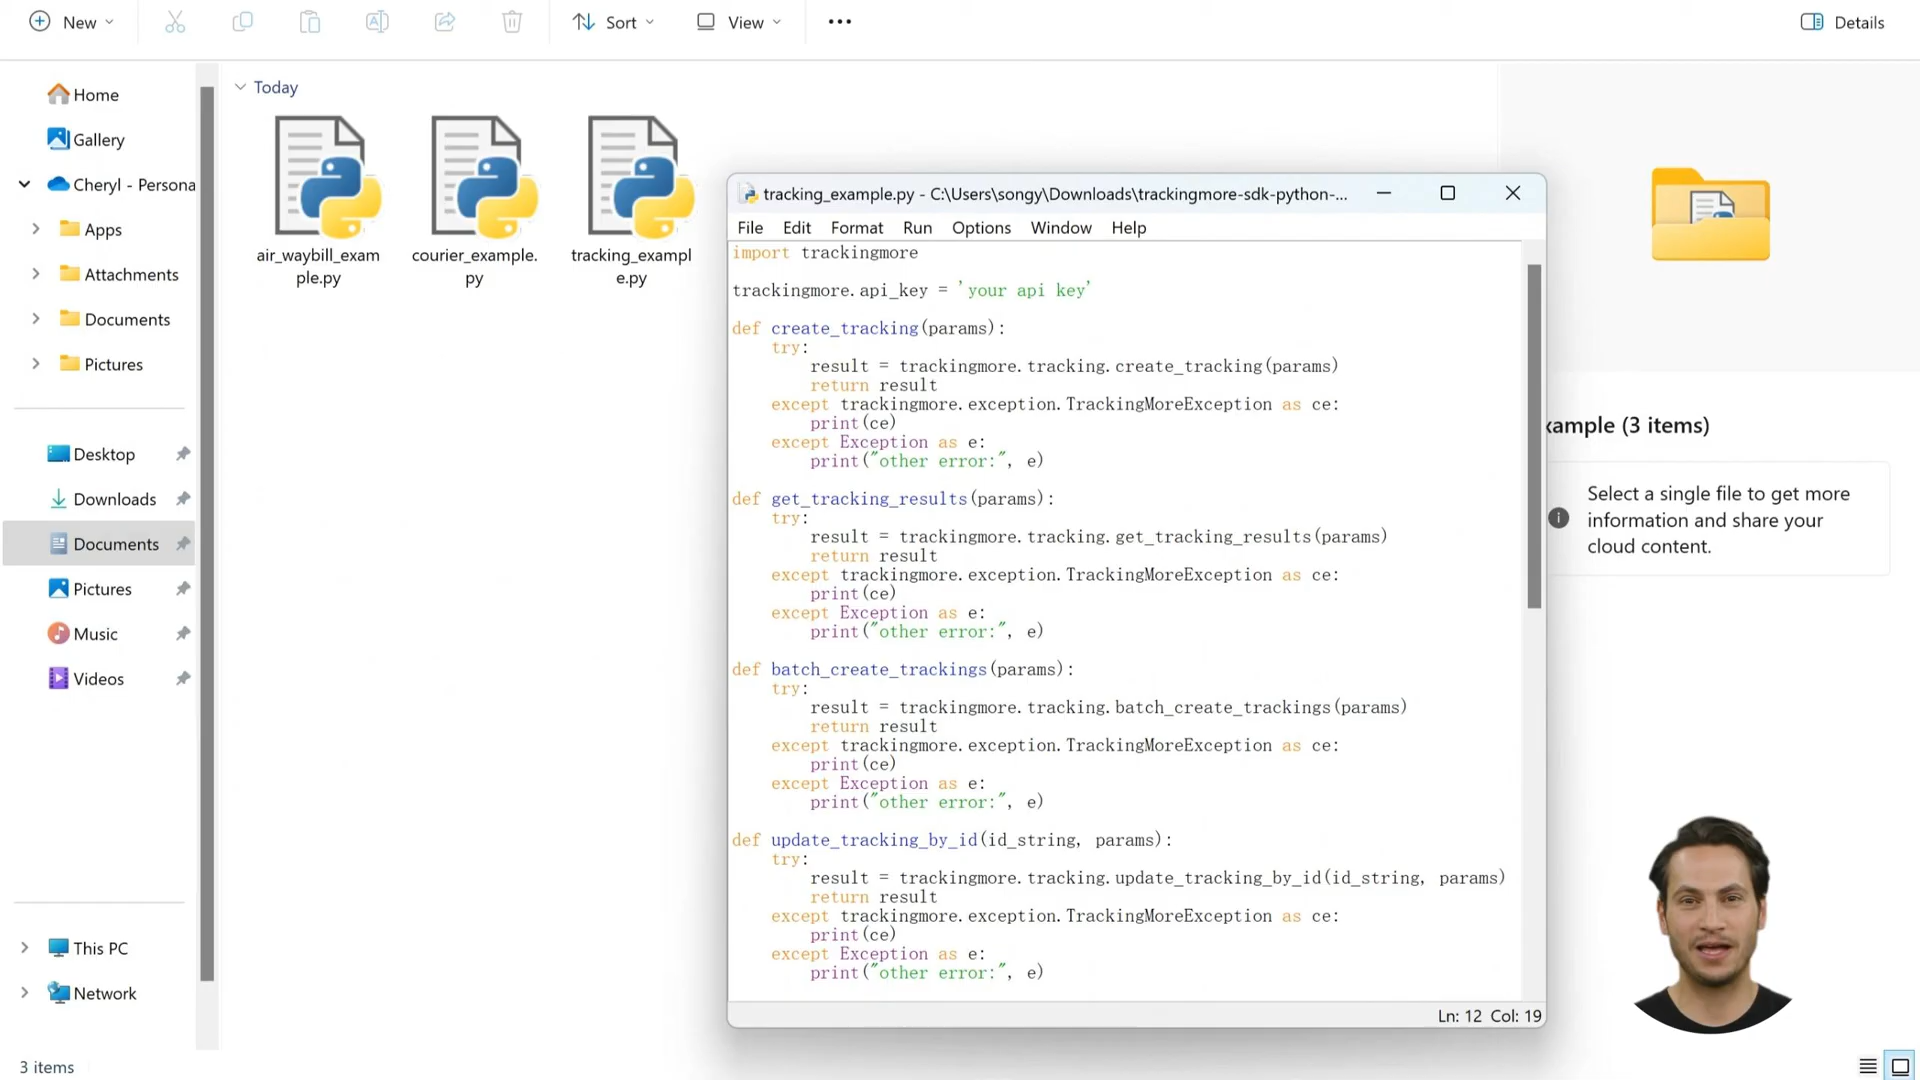 New
Sort
View
Details
Home
Gallery
Cheryl - Persona
Apps
Attachments
Documents
Pictures
Desktop
Downloads
Documents
Pictures
Music
Videos
This PC
Network
3 items
Today
air_waybill_exam
ple.py
courier_example.
py
tracking_exampl
e.py
tracking_example.py - C:\Users\songy\Downloads\trackingmore-sdk-python-...
File Edit Format Run Options Window Help
import trackingmore
trackingmore.api_key = 'your api key'
def create_tracking(params):
    try:
        result = trackingmore.tracking.create_tracking(params)
        return result
    except trackingmore.exception.TrackingMoreException as ce:
        print(ce)
    except Exception as e:
        print("other error:", e)
def get_tracking_results(params):
    try:
        result = trackingmore.tracking.get_tracking_results(params)
        return result
    except trackingmore.exception.TrackingMoreException as ce:
        print(ce)
    except Exception as e:
        print("other error:", e)
def batch_create_trackings(params):
    try:
        result = trackingmore.tracking.batch_create_trackings(params)
        return result
    except trackingmore.exception.TrackingMoreException as ce:
        print(ce)
    except Exception as e:
        print("other error:", e)
def update_tracking_by_id(id_string, params):
    try:
        result = trackingmore.tracking.update_tracking_by_id(id_string, params)
        return result
    except trackingmore.exception.TrackingMoreException as ce:
        print(ce)
    except Exception as e:
        print("other error:", e)
Ln: 12 Col: 19
xample (3 items)
Select a single file to get more
information and share your
cloud content.